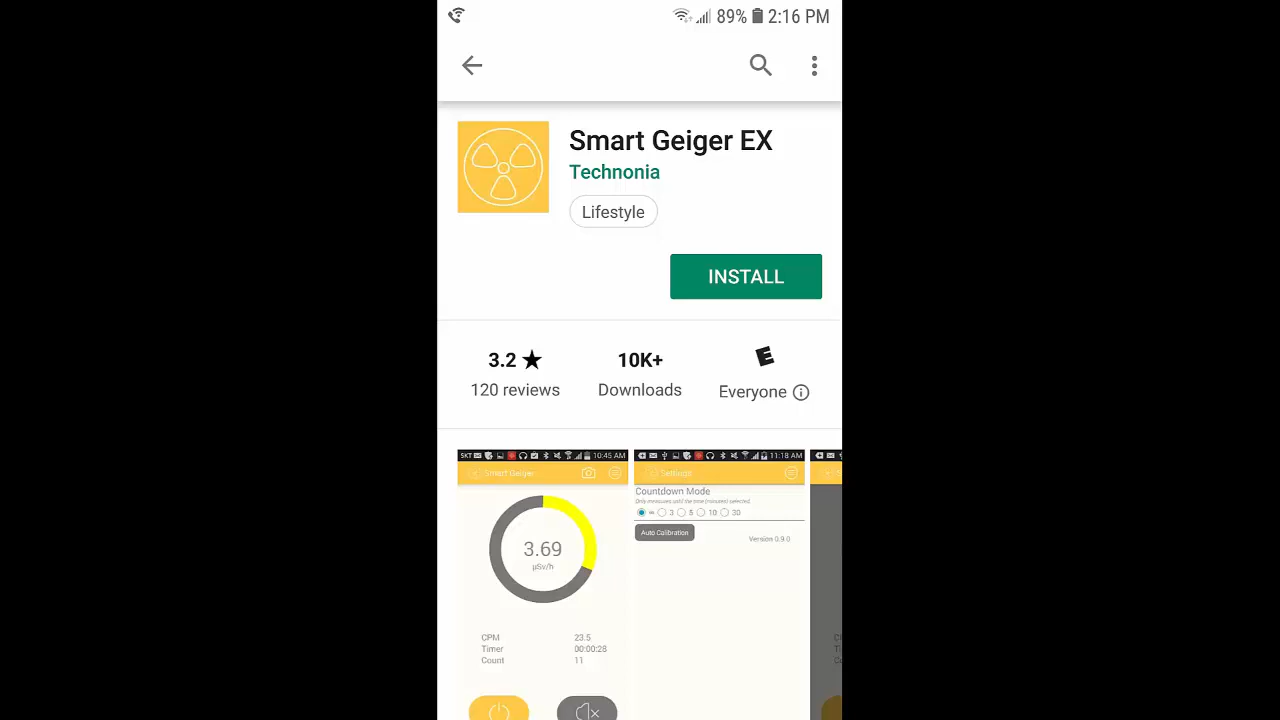 89% 2:16 PM
Smart Geiger EX
Technonia
Lifestyle
INSTALL
3.2 ★ 10K+ E
120 reviews Downloads Everyone
SKT 10:45 AM
Smart Geiger
3.69
µSv/h
CPM 23.5
Timer 00:00:28
Count 11
11:18 AM
Settings
Countdown Mode
Only measures until the time (minutes) selected.
∞ 3 5 10 30
Auto Calibration
Version 0.9.0